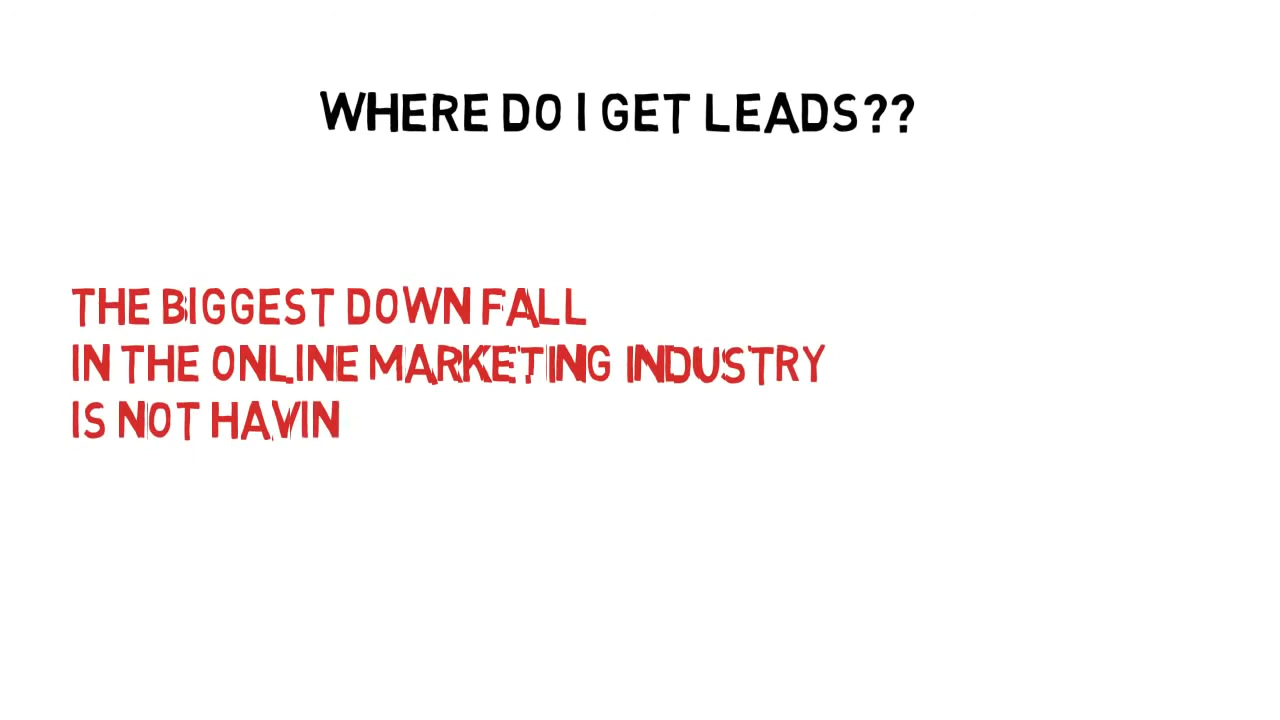 WHERE DO I GET LEADS??
THE BIGGEST DOWN FALL
IN THE ONLINE MARKETING INDUSTRY
IS NOT HAVIN